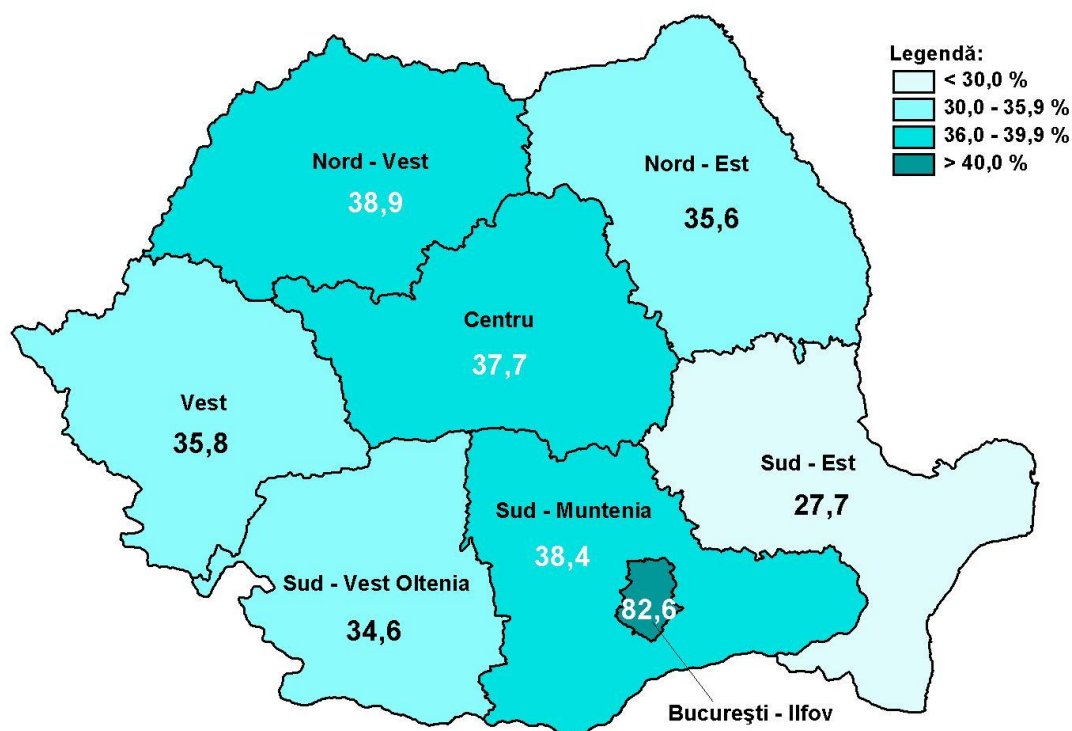 Legendă:
< 30,0 %
30,0 - 35,9 %
36,0 - 39,9 %
> 40,0 %
Nord - Vest
38,9
Nord - Est
35,6
Centru
37,7
Vest
35,8
Sud - Est
27,7
Sud - Muntenia
38,4
Sud - Vest Oltenia
34,6
82,6
Bucureşti - Ilfov